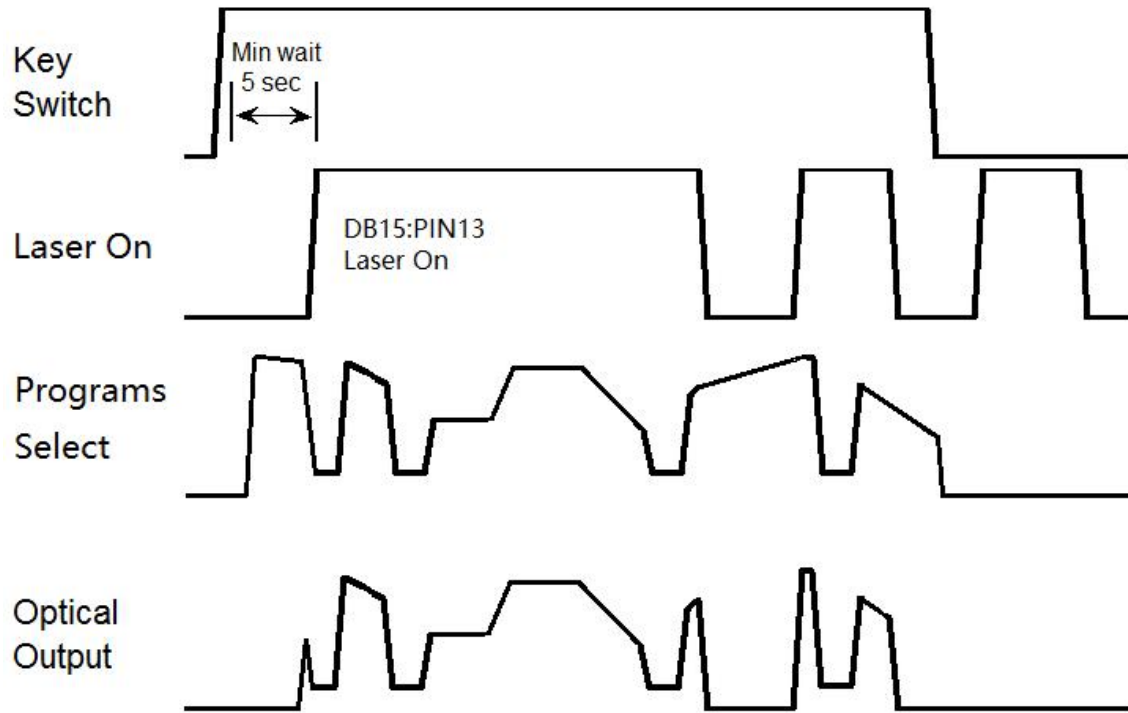 Key
Switch
Min wait
5 sec
Laser On
DB15:PIN13
Laser On
Programs
Select
Optical
Output